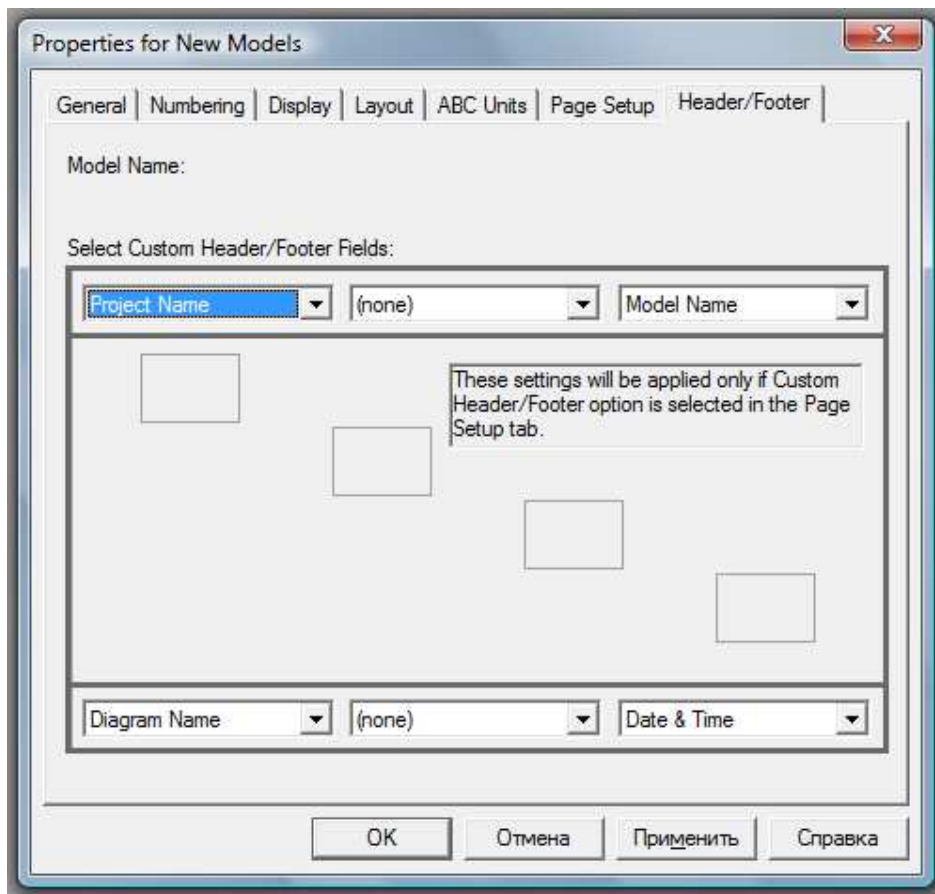 Properties for New Models
General Numbering Display Layout ABC Units Page Setup Header/Footer
Model Name:
Select Custom Header/Footer Fields:
Project Name (none) Model Name
These settings will be applied only if Custom
Header/Footer option is selected in the Page
Setup tab.
Diagram Name (none) Date & Time
OK Отмена Применить Справка